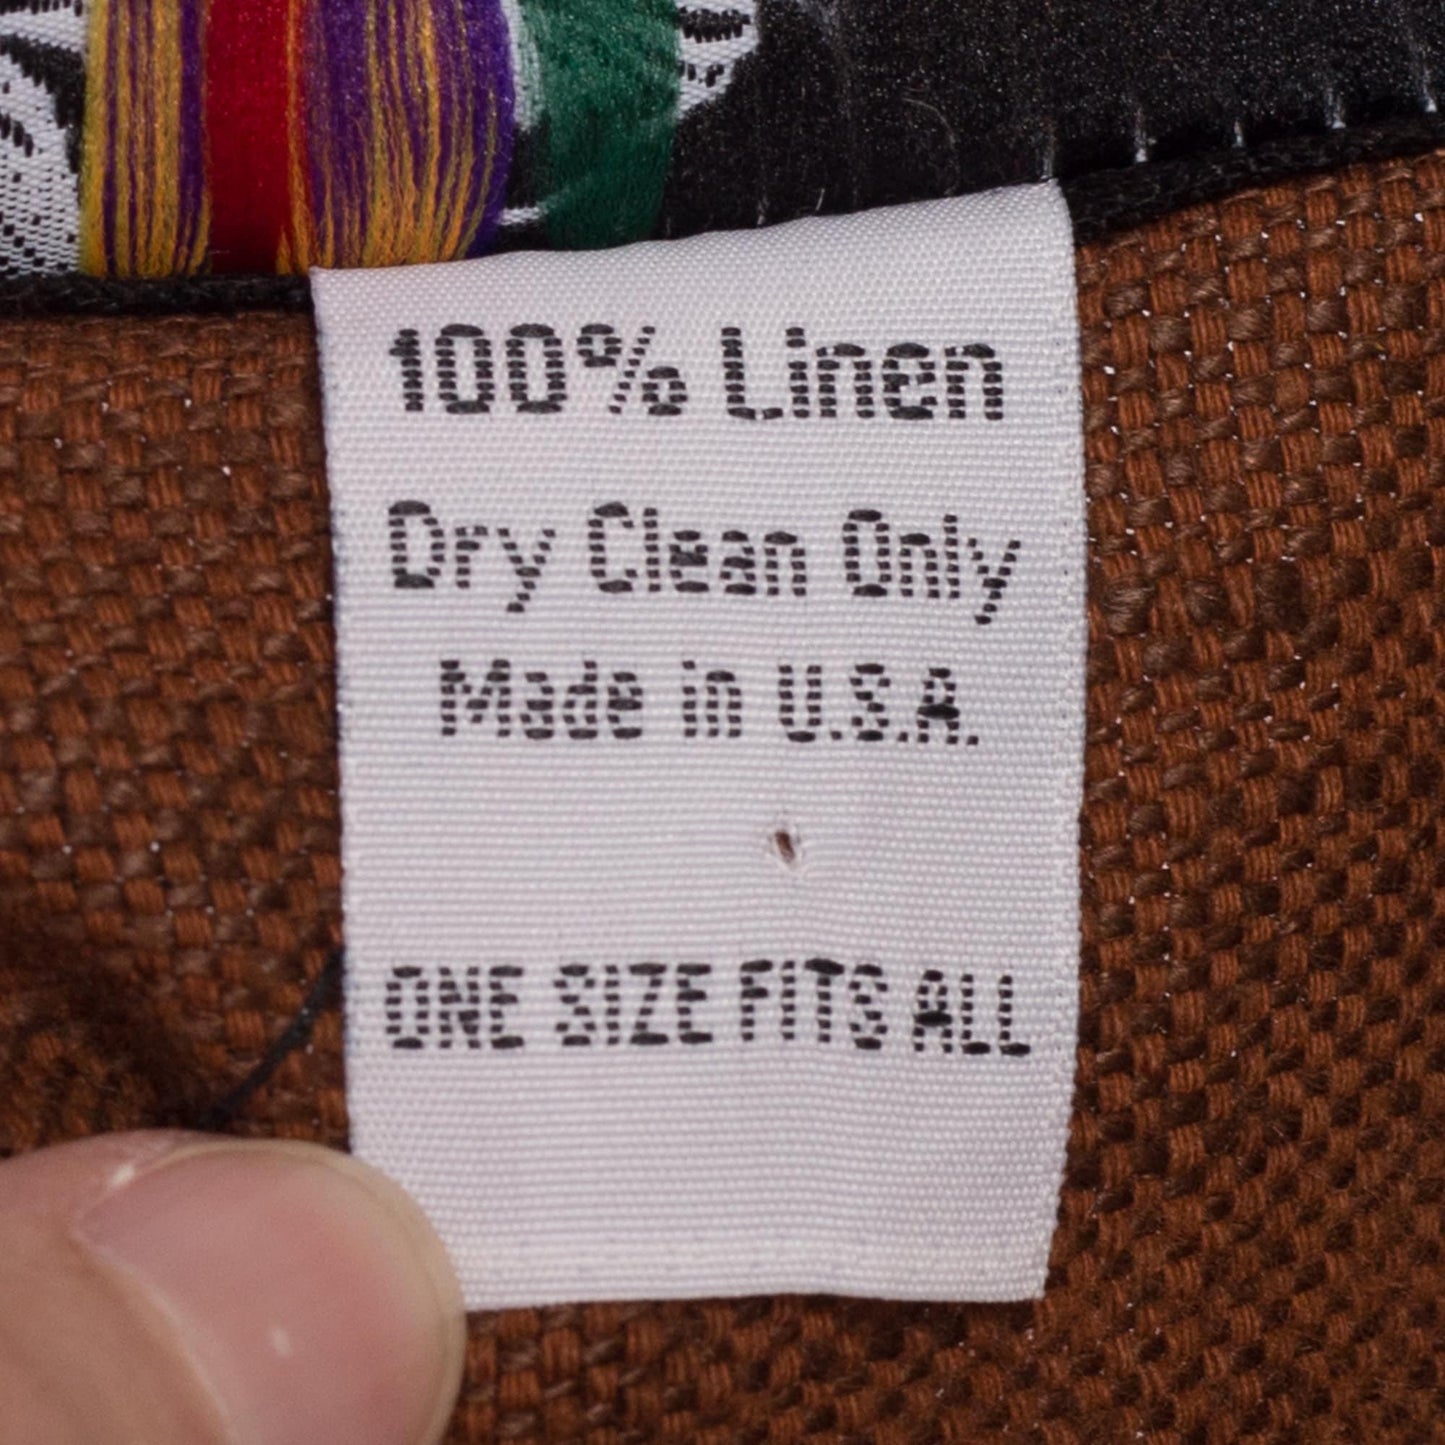 100% Linen
Dry Clean Only
Made in U.S.A.
ONE SIZE FITS ALL